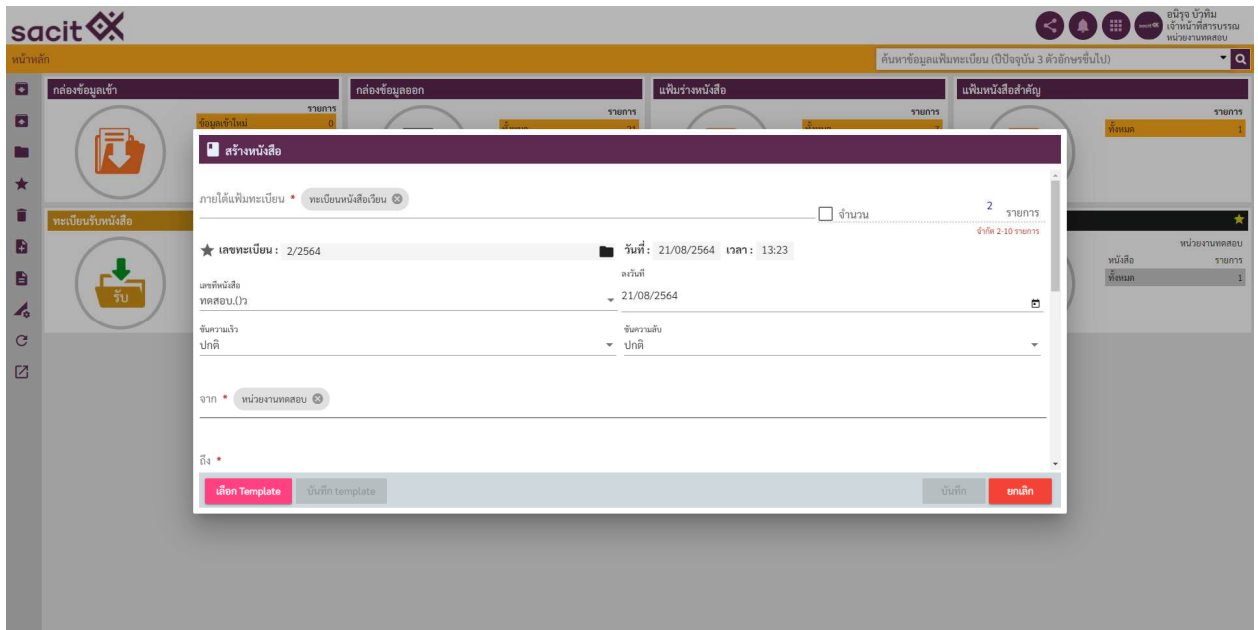 sacit
อนิรุจ บัวทิม
เจ้าหน้าที่สารบรรณ
หน่วยงานทดสอบ
หน้าหลัก
ค้นหาข้อมูลแฟ้มทะเบียน (ปีปัจจุบัน 3 ตัวอักษรขึ้นไป)
กล่องข้อมูลเข้า
กล่องข้อมูลออก
แฟ้มร่างหนังสือ
แฟ้มหนังสือสำคัญ
รายการ
รายการ
รายการ
รายการ
ข้อมูลเข้าใหม่ 0
ทั้งหมด 1
สร้างหนังสือ
ภายใต้แฟ้มทะเบียน * ทะเบียนหนังสือเวียน
จำนวน 2 รายการ
จำกัด 2-10 รายการ
ทะเบียนรับหนังสือ
เลขทะเบียน : 2/2564
วันที่ : 21/08/2564 เวลา : 13:23
หน่วยงานทดสอบ
หนังสือ รายการ
ทั้งหมด 1
รับ
เลขที่หนังสือ
ทดสอบ.()ว
ลงวันที่
21/08/2564
ชั้นความเร็ว
ปกติ
ชั้นความลับ
ปกติ
จาก * หน่วยงานทดสอบ
ถึง *
เลือก Template
บันทึก template
บันทึก
ยกเลิก